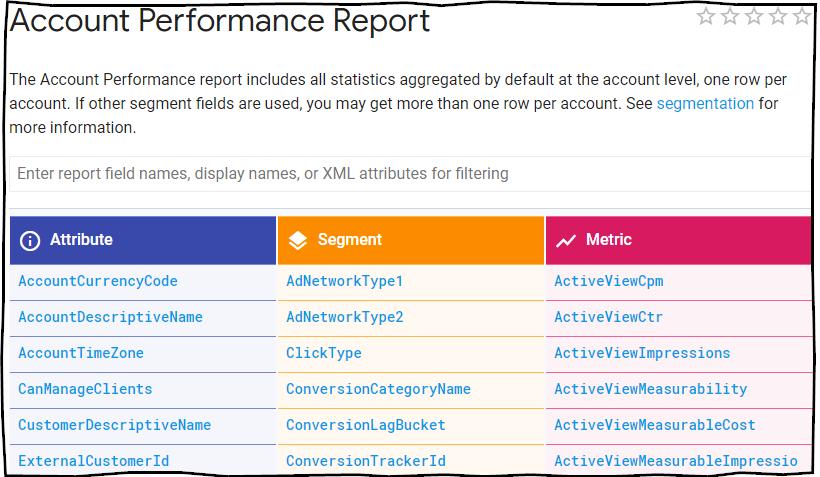 Account Performance Report
The Account Performance report includes all statistics aggregated by default at the account level, one row per
account. If other segment fields are used, you may get more than one row per account. See segmentation for
more information.
Enter report field names, display names, or XML attributes for filtering
Attribute Segment Metric
AccountCurrencyCode AdNetworkType1 ActiveViewCpm
AccountDescriptiveName AdNetworkType2 ActiveViewCtr
AccountTimeZone ClickType ActiveViewImpressions
CanManageClients ConversionCategoryName ActiveViewMeasurability
CustomerDescriptiveName ConversionLagBucket ActiveViewMeasurableCost
ExternalCustomerId ConversionTrackerId ActiveViewMeasurableImpressio